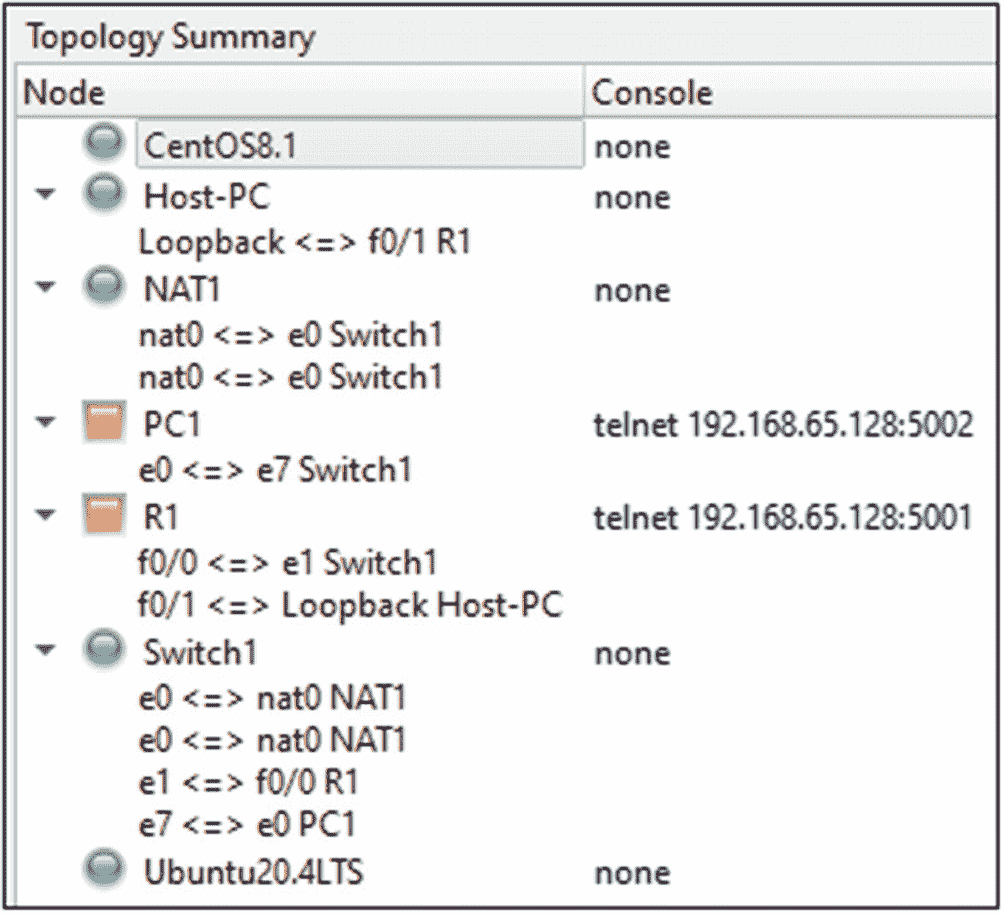 Topology Summary
Node Console
CentOS8.1 none
Host-PC none
Loopback <=> f0/1 R1
NAT1 none
nat0 <=> e0 Switch1
nat0 <=> e0 Switch1
PC1 telnet 192.168.65.128:5002
e0 <=> e7 Switch1
R1 telnet 192.168.65.128:5001
f0/0 <=> e1 Switch1
f0/1 <=> Loopback Host-PC
Switch1 none
e0 <=> nat0 NAT1
e0 <=> nat0 NAT1
e1 <=> f0/0 R1
e7 <=> e0 PC1
Ubuntu20.4LTS none